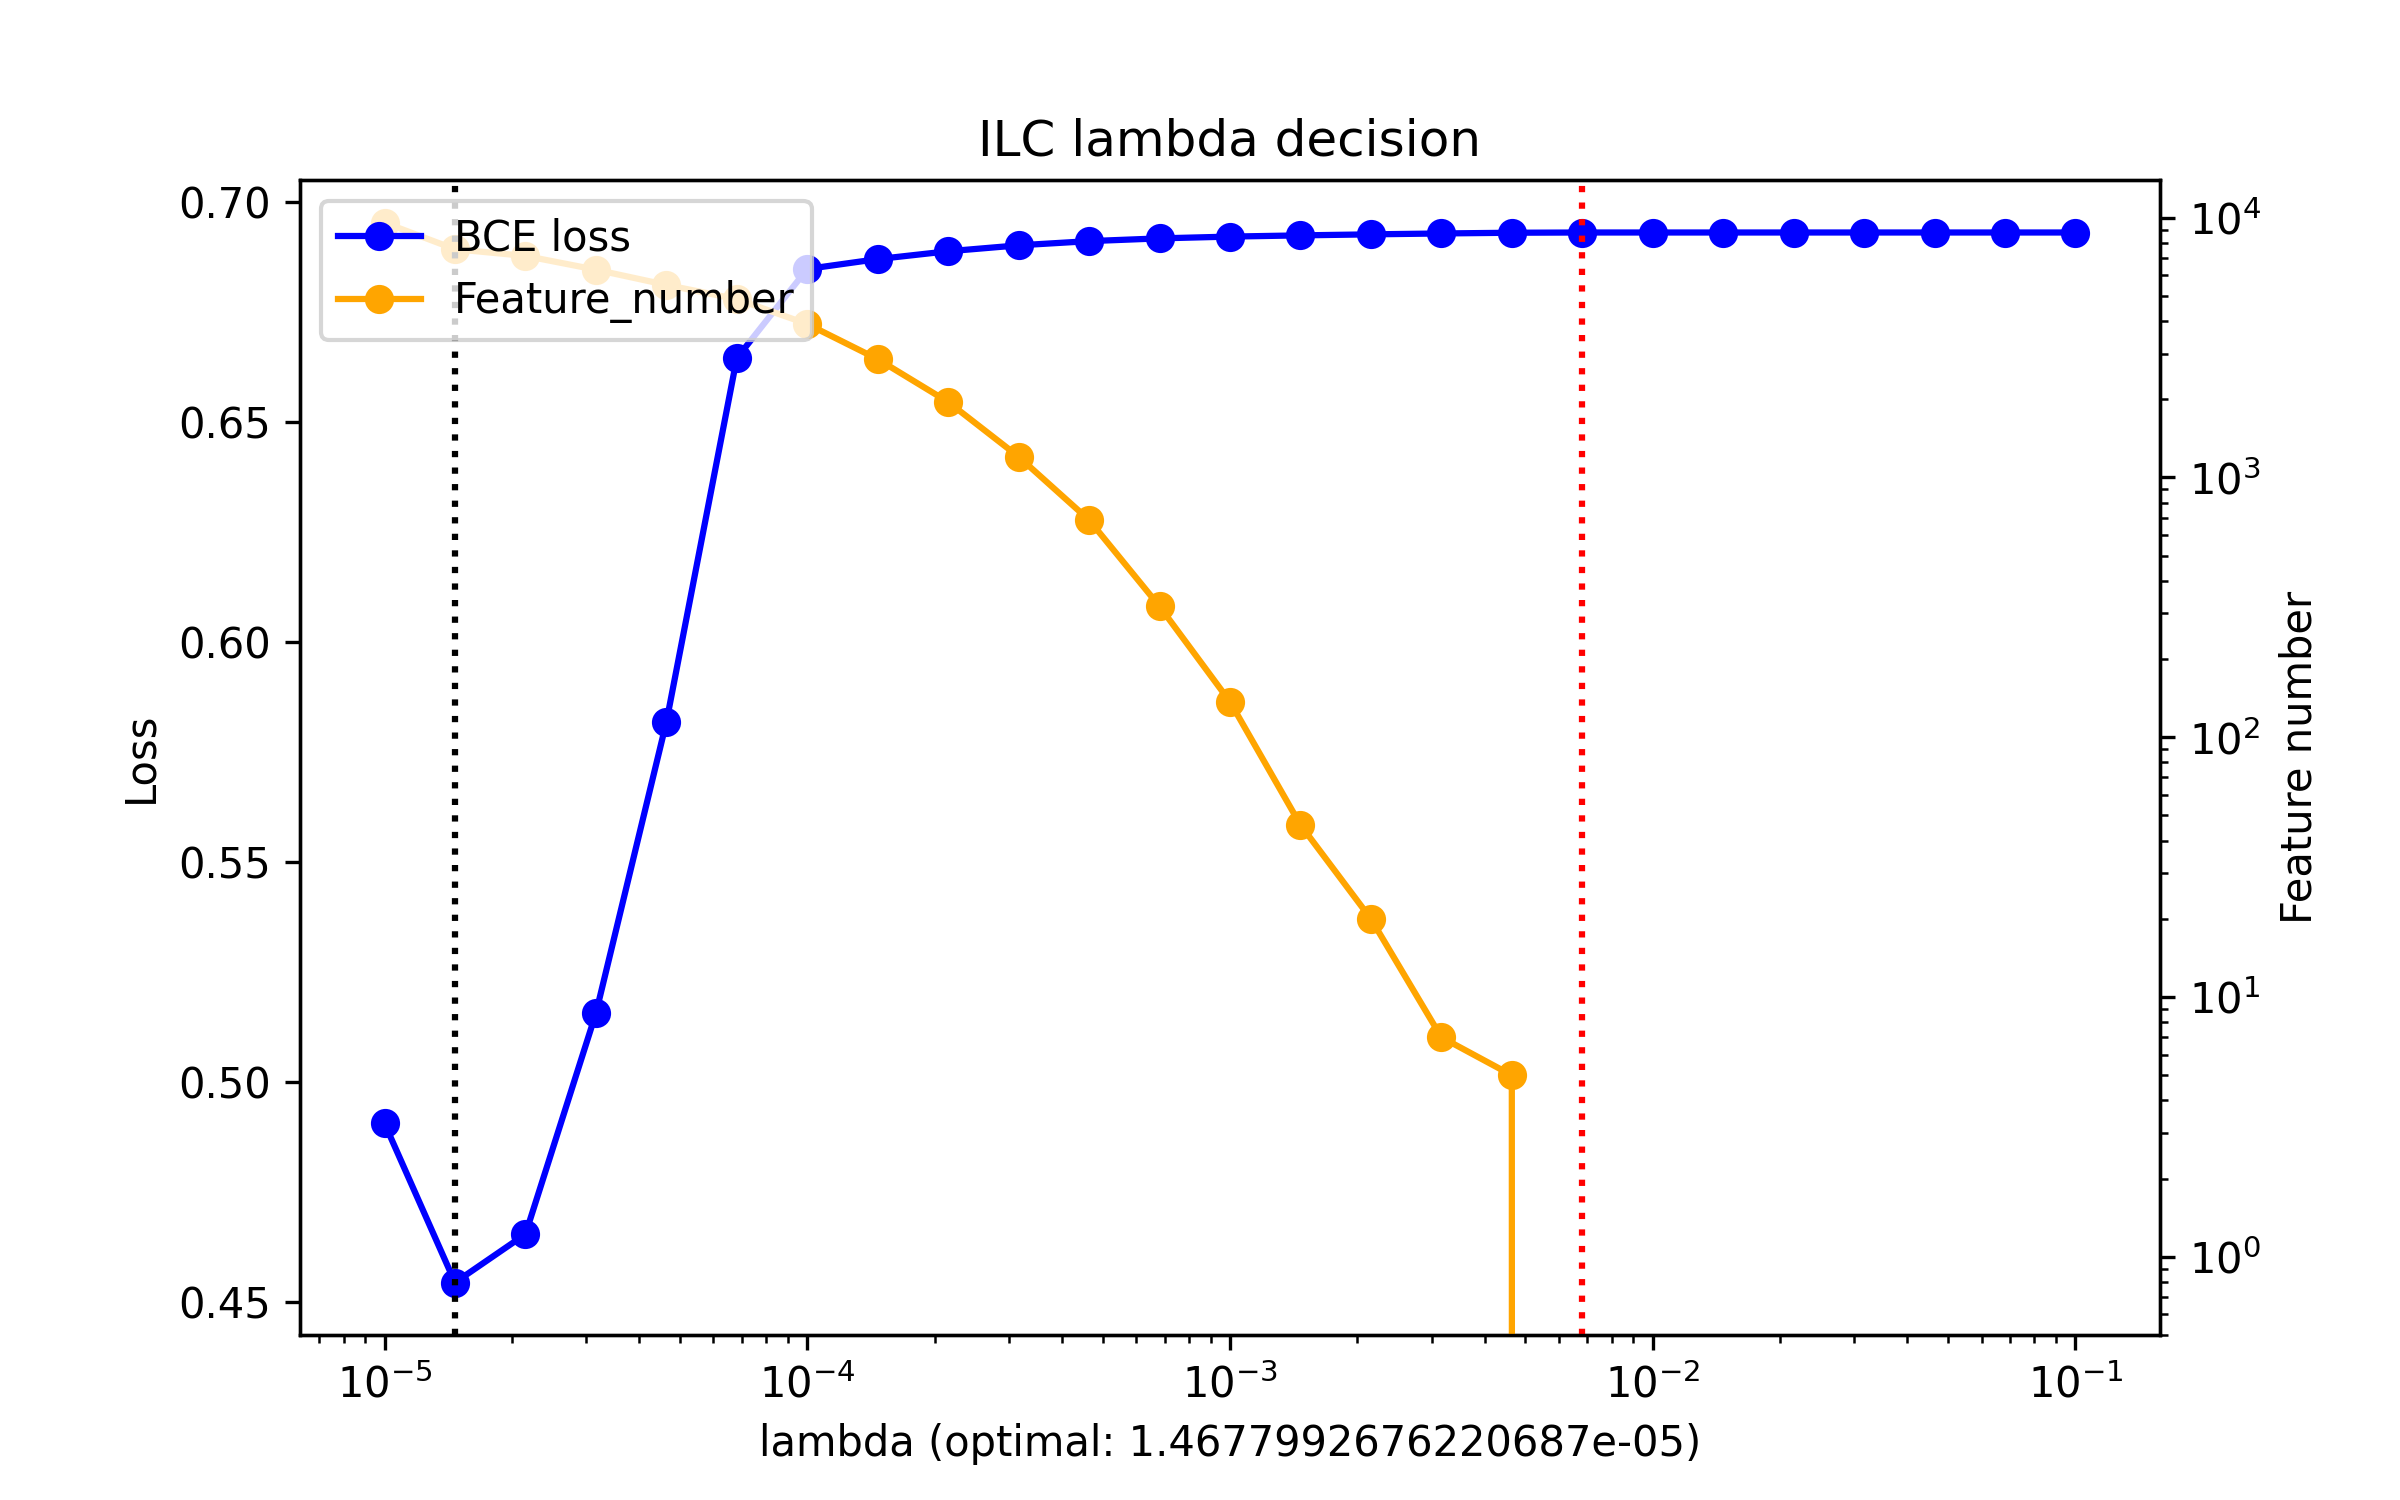 ILC lambda decision
BCE loss
Feature_number
Loss
0.70
0.65
0.60
0.55
0.50
0.45
10⁴
10³
10²
10¹
10⁰
Feature number
10⁻⁵ 10⁻⁴ 10⁻³ 10⁻² 10⁻¹
lambda (optimal: 1.4677992676220687e-05)